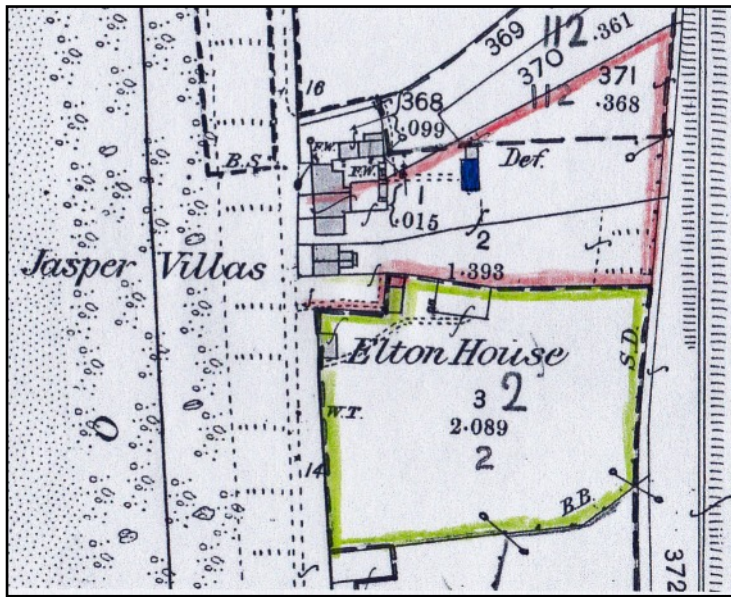 369
112
.361
370
112
371
.368
16
368
.099
B.S.
F.W.
F.W.
Def.
1
.015
2
Jasper Villas
1.393
Elton House
S.D.
3 2
2.089
2
W.T.
14
B.B.
O
372